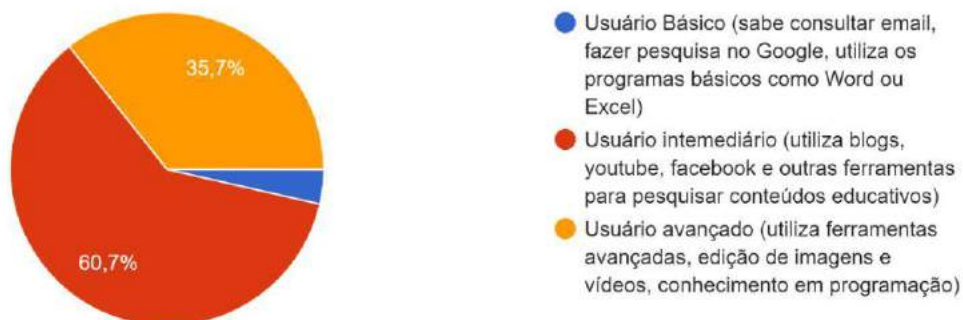 35,7%
60,7%
Usuário Básico (sabe consultar email,
fazer pesquisa no Google, utiliza os
programas básicos como Word ou
Excel)
Usuário intemediário (utiliza blogs,
youtube, facebook e outras ferramentas
para pesquisar conteúdos educativos)
Usuário avançado (utiliza ferramentas
avançadas, edição de imagens e
vídeos, conhecimento em programação)